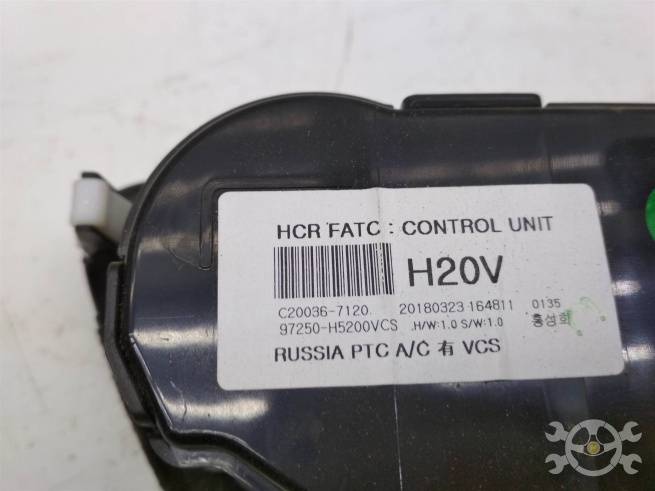 HCR FATC : CONTROL UNIT
H20V
C20036-7120 20180323 164811 0135
97250-H5200VCS .H/W:1.0 S/W:1.0 홍성희
RUSSIA PTC A/C 有 VCS